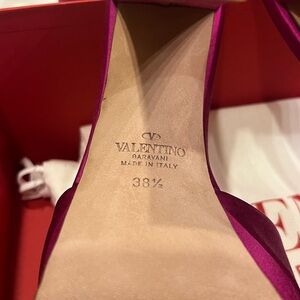 VALENTINO
GARAVANI
MADE IN ITALY
38½